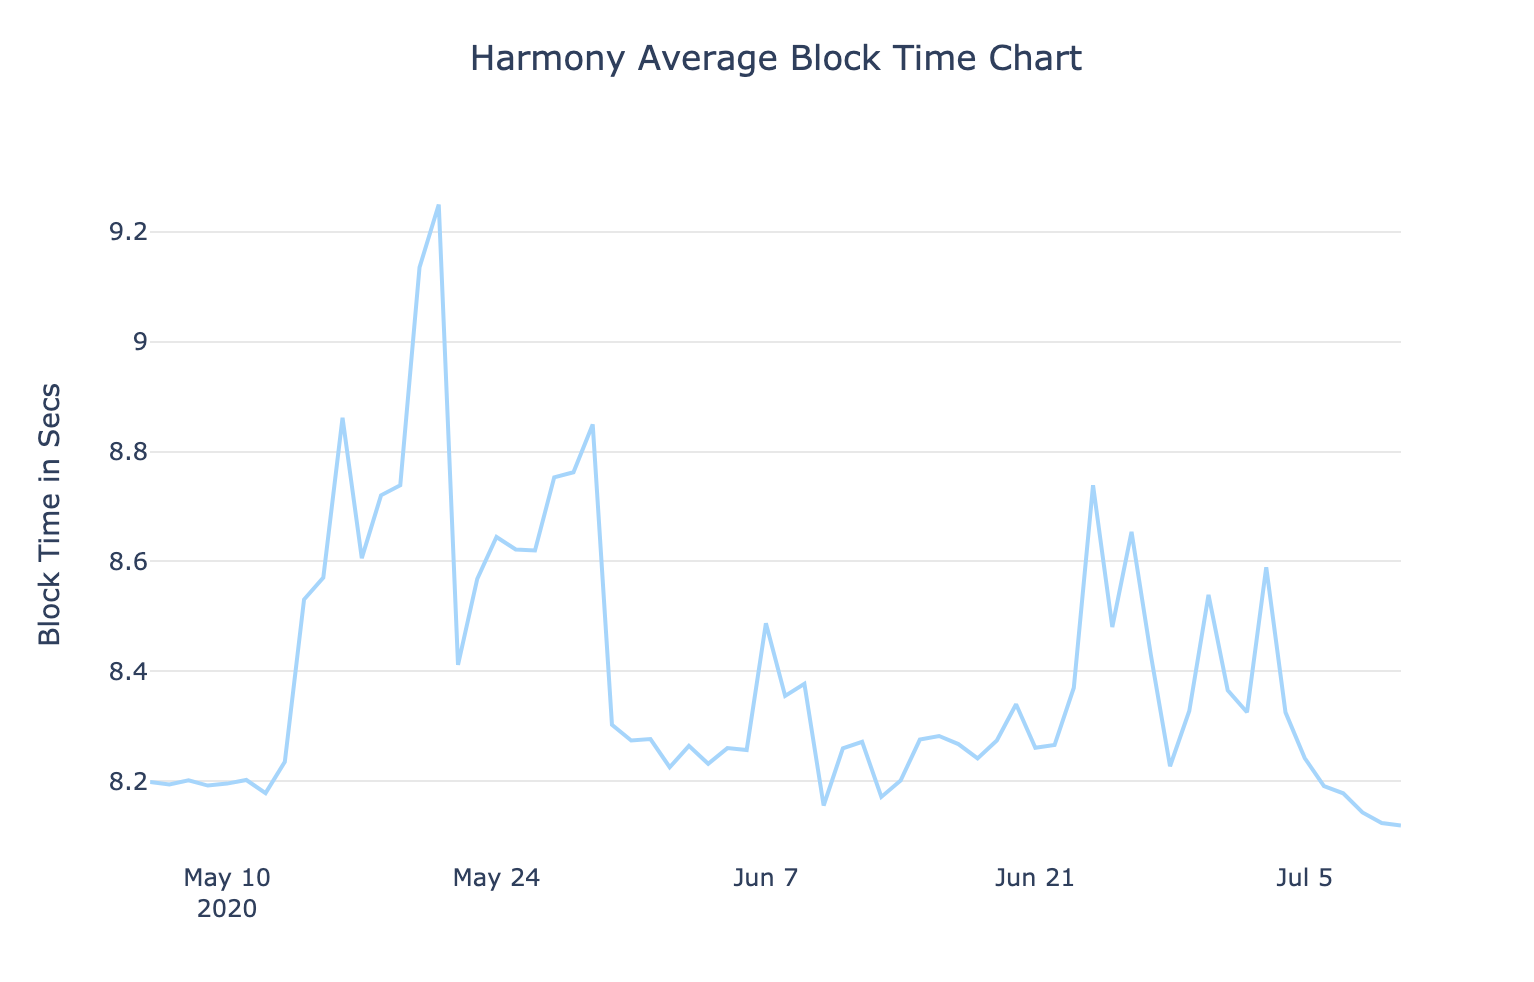 Harmony Average Block Time Chart
Block Time in Secs
9.2
9
8.8
8.6
8.4
8.2
May 10
2020
May 24
Jun 7
Jun 21
Jul 5